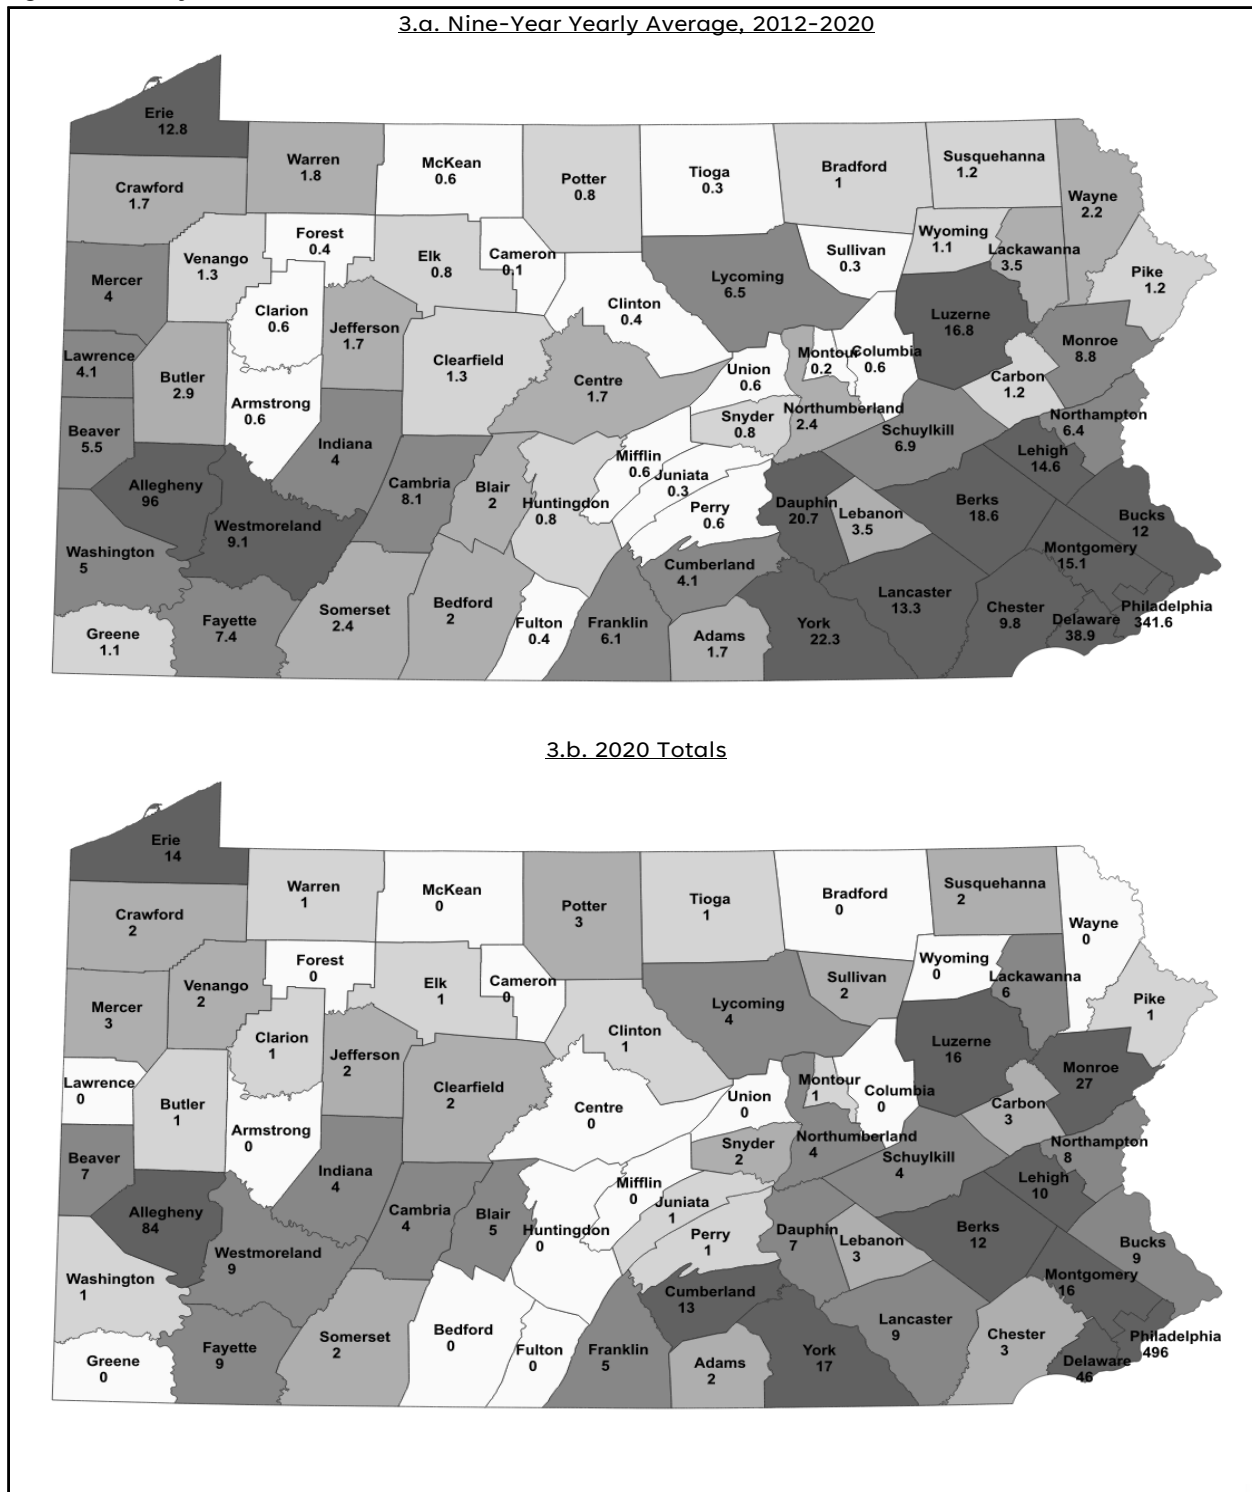 3.a. Nine-Year Yearly Average, 2012-2020
Erie
12.8
Warren
1.8
McKean
0.6
Potter
0.8
Tioga
0.3
Bradford
1
Susquehanna
1.2
Crawford
1.7
Wayne
2.2
Forest
0.4
Venango
1.3
Elk
0.8
Cameron
0.1
Sullivan
0.3
Wyoming
1.1
Lackawanna
3.5
Pike
1.2
Mercer
4
Lycoming
6.5
Clinton
0.4
Clarion
0.6
Jefferson
1.7
Luzerne
16.8
Monroe
8.8
Lawrence
4.1
Butler
2.9
Clearfield
1.3
Centre
1.7
Union
0.6
Montour
0.2
Columbia
0.6
Carbon
1.2
Armstrong
0.6
Snyder
0.8
Northumberland
2.4
Northampton
6.4
Beaver
5.5
Indiana
4
Schuylkill
6.9
Lehigh
14.6
Mifflin
0.6
Juniata
0.3
Allegheny
96
Cambria
8.1
Blair
2
Huntingdon
0.8
Perry
0.6
Dauphin
20.7
Lebanon
3.5
Berks
18.6
Bucks
12
Westmoreland
9.1
Washington
5
Montgomery
15.1
Cumberland
4.1
Lancaster
13.3
Greene
1.1
Fayette
7.4
Somerset
2.4
Bedford
2
Fulton
0.4
Franklin
6.1
Adams
1.7
York
22.3
Chester
9.8
Delaware
38.9
Philadelphia
341.6
3.b. 2020 Totals
Erie
14
Warren
1
McKean
0
Potter
3
Tioga
1
Bradford
0
Susquehanna
2
Crawford
2
Wayne
0
Forest
0
Venango
2
Elk
1
Cameron
0
Sullivan
2
Wyoming
0
Lackawanna
6
Pike
1
Mercer
3
Lycoming
4
Clinton
1
Clarion
1
Jefferson
2
Luzerne
16
Monroe
27
Lawrence
0
Butler
1
Clearfield
2
Centre
0
Union
0
Montour
1
Columbia
0
Carbon
3
Armstrong
0
Snyder
2
Northumberland
4
Northampton
8
Beaver
7
Indiana
4
Schuylkill
4
Lehigh
10
Mifflin
0
Juniata
1
Allegheny
84
Cambria
4
Blair
5
Huntingdon
0
Perry
1
Dauphin
7
Lebanon
3
Berks
12
Bucks
9
Westmoreland
9
Washington
1
Montgomery
16
Cumberland
13
Lancaster
9
Greene
0
Fayette
9
Somerset
2
Bedford
0
Fulton
0
Franklin
5
Adams
2
York
17
Chester
3
Delaware
46
Philadelphia
496